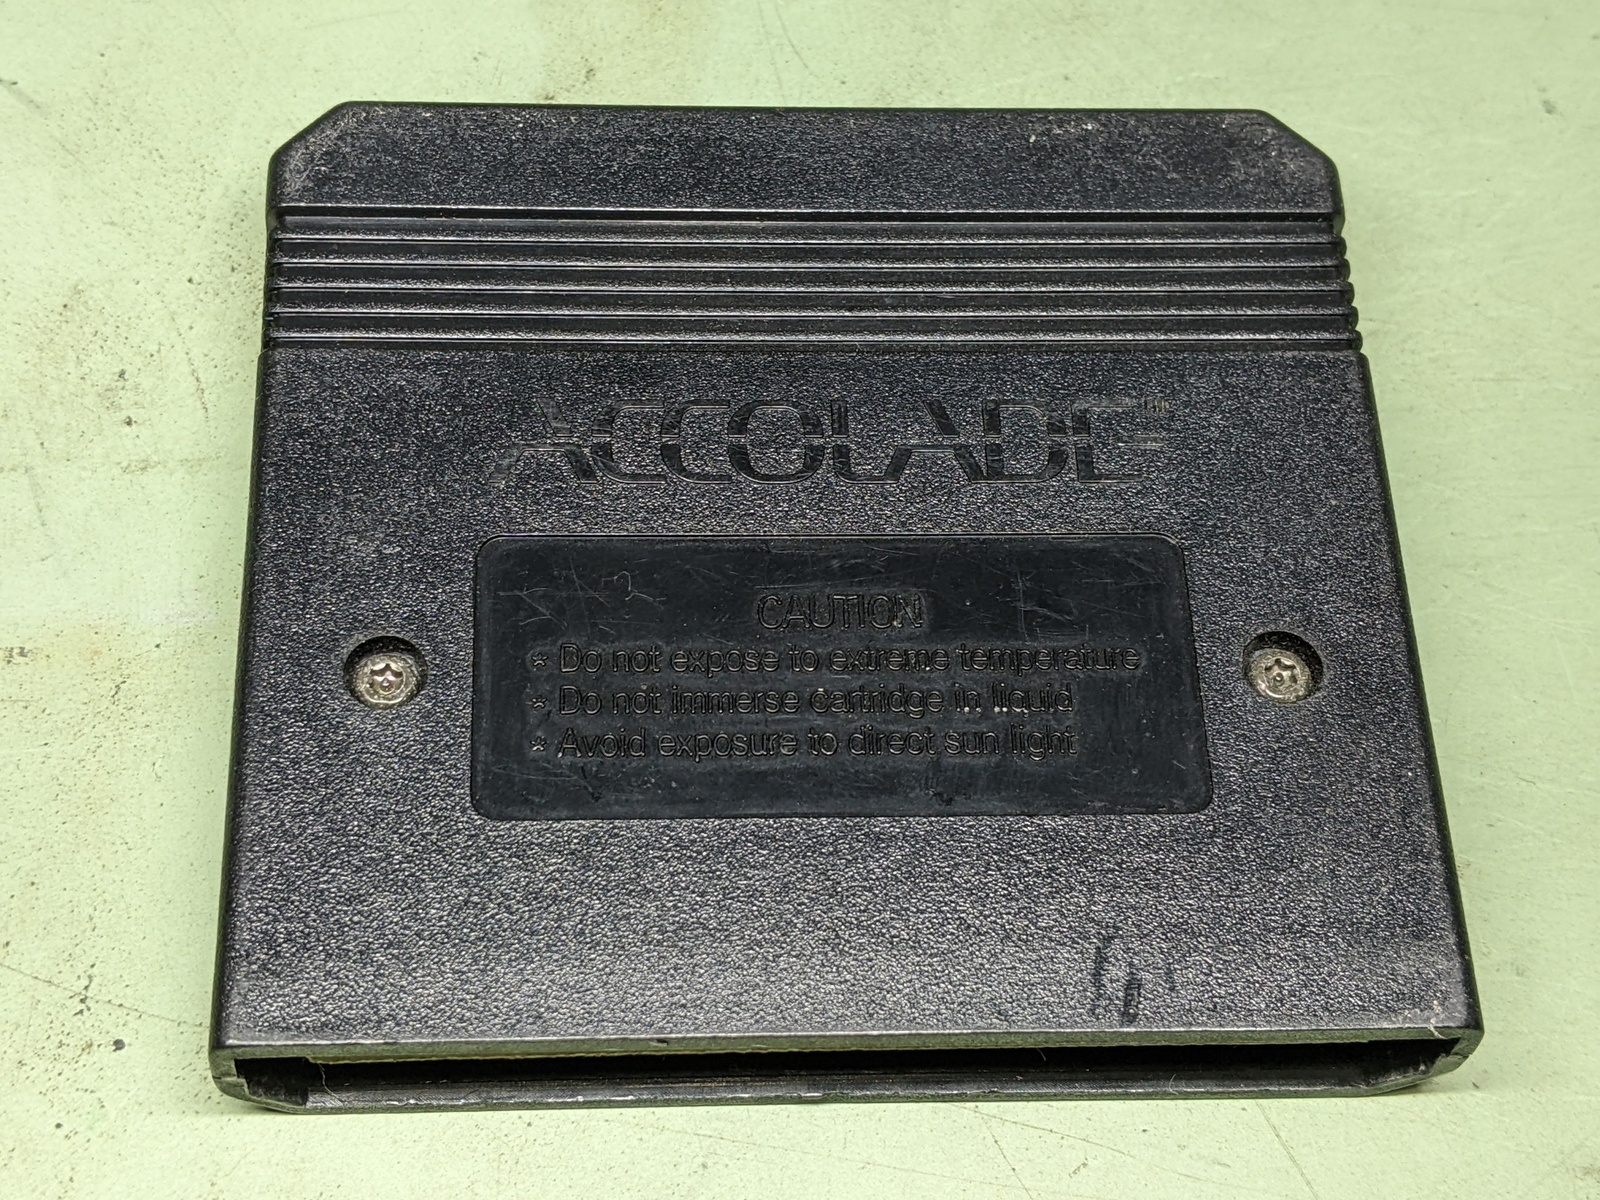 ACCOLADE™
CAUTION
* Do not expose to extreme temperature
* Do not immerse cartridge in liquid
* Avoid exposure to direct sun light